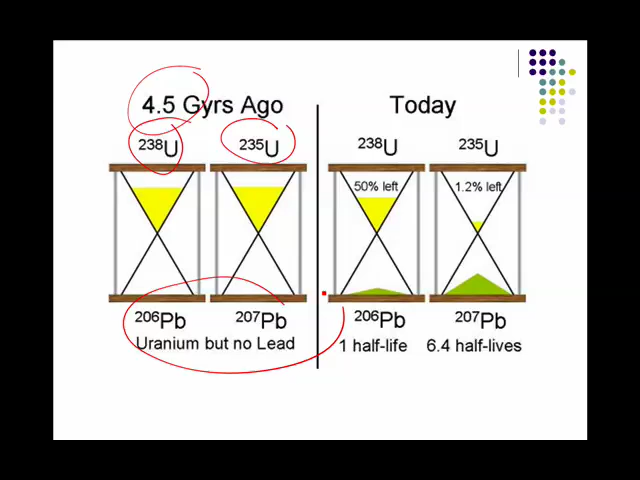 4.5 Gyrs Ago
Today
²³⁸U
²³⁵U
²³⁸U
²³⁵U
50% left
1.2% left
²⁰⁶Pb
²⁰⁷Pb
²⁰⁶Pb
²⁰⁷Pb
Uranium but no Lead
1 half-life
6.4 half-lives